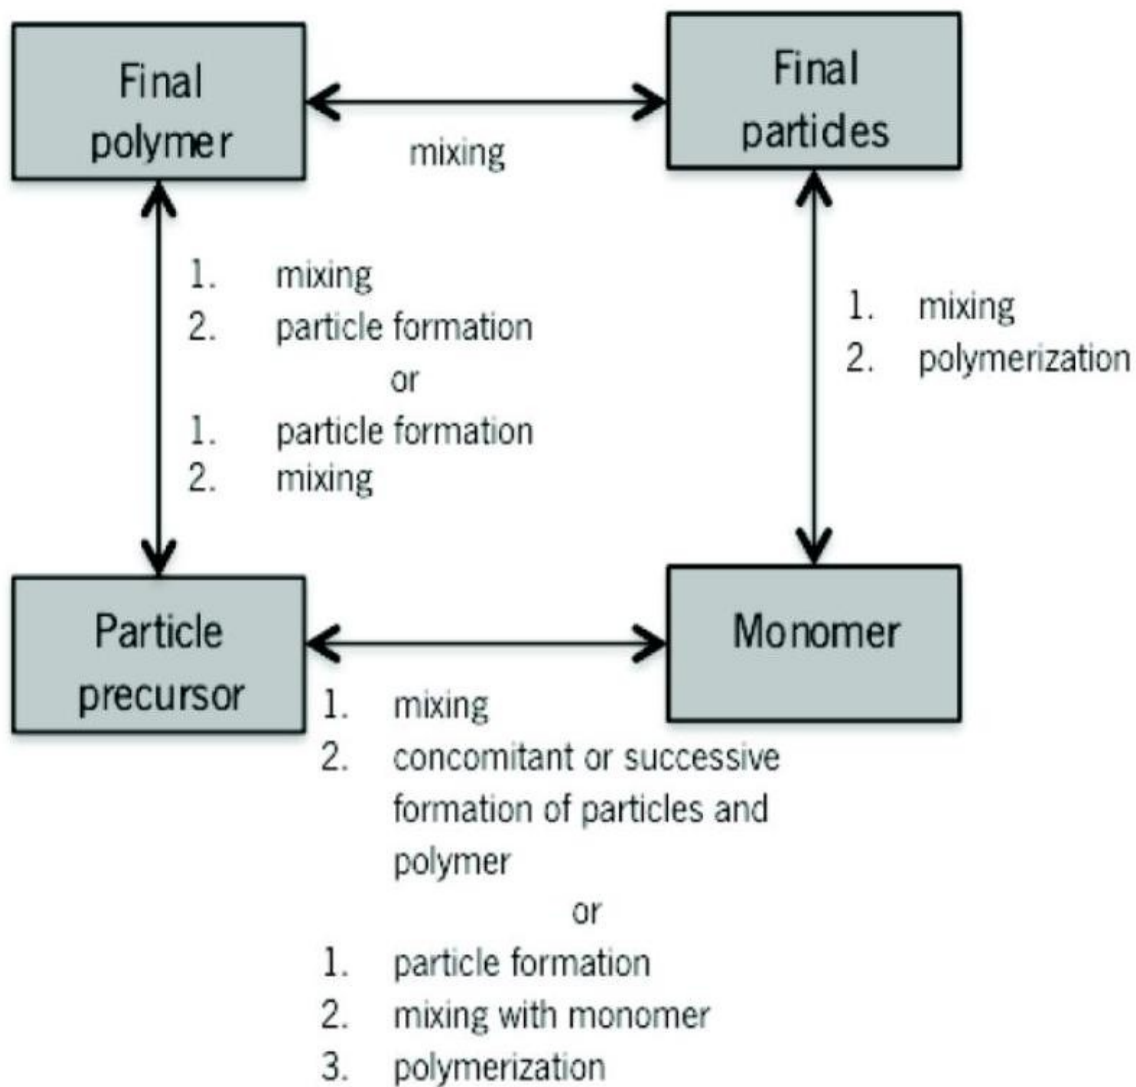 Final
polymer
Final
particles
mixing
1. mixing
2. particle formation
or
1. particle formation
2. mixing
1. mixing
2. polymerization
Particle
precursor
Monomer
1. mixing
2. concomitant or successive
formation of particles and
polymer
or
1. particle formation
2. mixing with monomer
3. polymerization